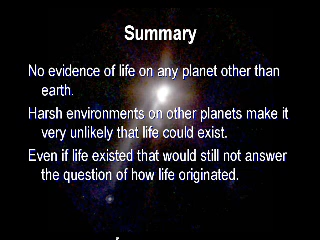 Summary
No evidence of life on any planet other than
earth.
Harsh environments on other planets make it
very unlikely that life could exist.
Even if life existed that would still not answer
the question of how life originated.